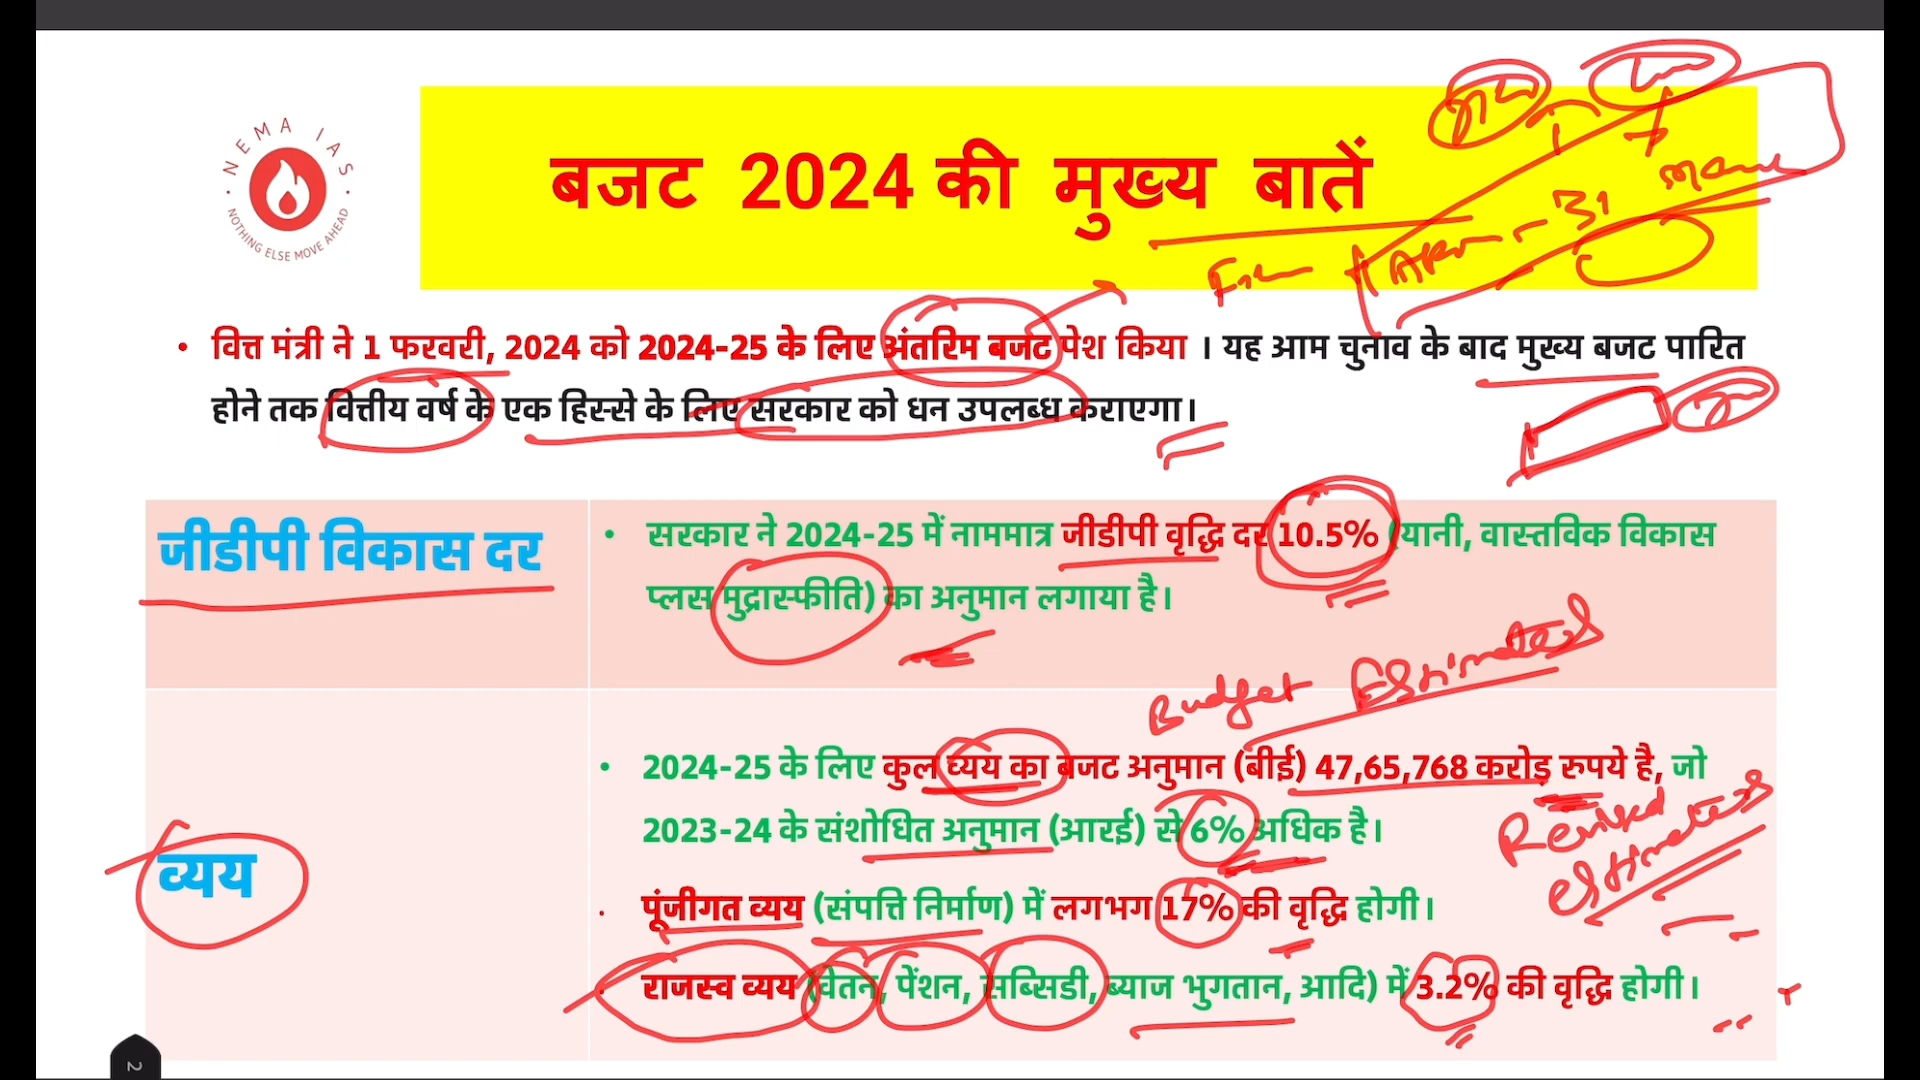 NEMA IAS
NOTHING ELSE MOVE AHEAD
बजट 2024 की मुख्य बातें
• वित्त मंत्री ने 1 फरवरी, 2024 को 2024-25 के लिए अंतरिम बजट पेश किया । यह आम चुनाव के बाद मुख्य बजट पारित
होने तक वित्तीय वर्ष के एक हिस्से के लिए सरकार को धन उपलब्ध कराएगा।
जीडीपी विकास दर
• सरकार ने 2024-25 में नाममात्र जीडीपी वृद्धि दर 10.5% (यानी, वास्तविक विकास
प्लस मुद्रास्फीति) का अनुमान लगाया है।
Budget Estimates
व्यय
• 2024-25 के लिए कुल व्यय का बजट अनुमान (बीई) 47,65,768 करोड़ रुपये है, जो
2023-24 के संशोधित अनुमान (आरई) से 6% अधिक है।
Revised
estimates
• पूंजीगत व्यय (संपत्ति निर्माण) में लगभग 17% की वृद्धि होगी।
• राजस्व व्यय (वेतन, पेंशन, सब्सिडी, ब्याज भुगतान, आदि) में 3.2% की वृद्धि होगी।
2